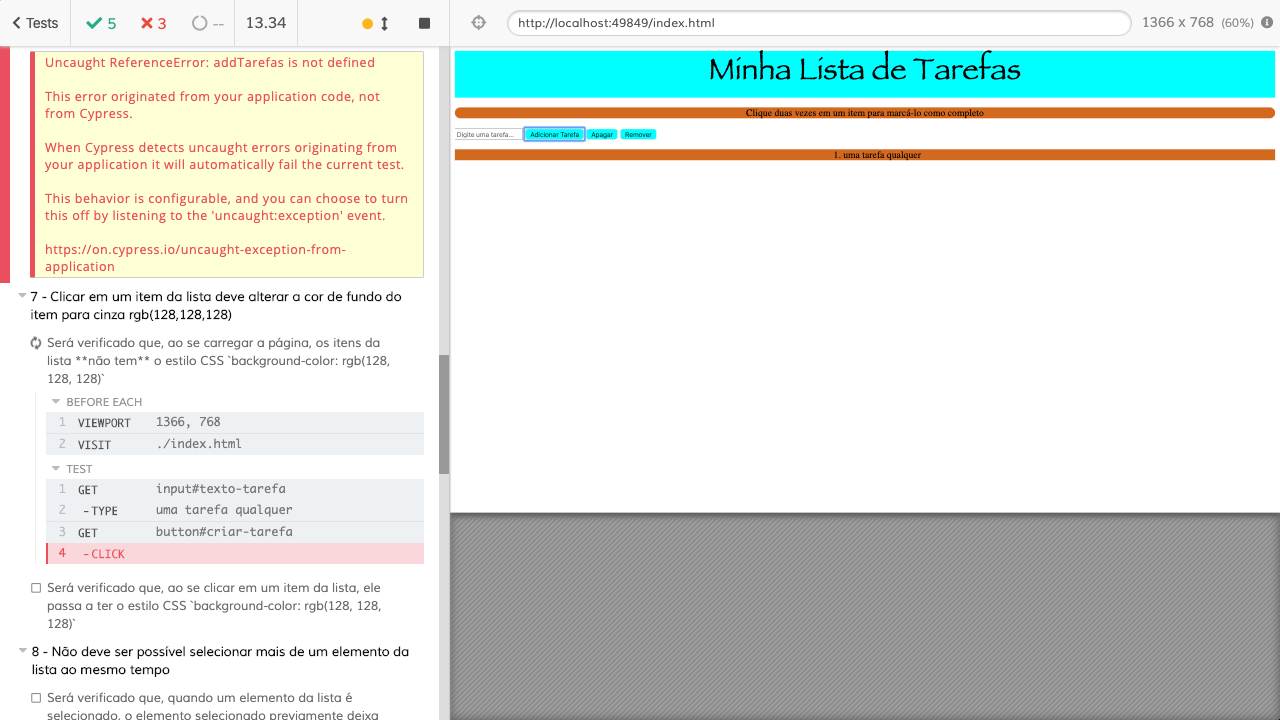 Tests
5
3
--
13.34
http://localhost:49849/index.html
1366 x 768 (60%)
Uncaught ReferenceError: addTarefas is not defined
This error originated from your application code, not
from Cypress.
When Cypress detects uncaught errors originating from
your application it will automatically fail the current test.
This behavior is configurable, and you can choose to turn
this off by listening to the 'uncaught:exception' event.
https://on.cypress.io/uncaught-exception-from-
application
7 - Clicar em um item da lista deve alterar a cor de fundo do
item para cinza rgb(128,128,128)
Será verificado que, ao se carregar a página, os itens da
lista **não tem** o estilo CSS `background-color: rgb(128,
128, 128)`
BEFORE EACH
1 VIEWPORT 1366, 768
2 VISIT ./index.html
TEST
1 GET input#texto-tarefa
2 -TYPE uma tarefa qualquer
3 GET button#criar-tarefa
4 -CLICK
Será verificado que, ao se clicar em um item da lista, ele
passa a ter o estilo CSS `background-color: rgb(128, 128,
128)`
8 - Não deve ser possível selecionar mais de um elemento da
lista ao mesmo tempo
Será verificado que, quando um elemento da lista é
selecionado, o elemento selecionado previamente deixa
Minha Lista de Tarefas
Clique duas vezes em um item para marcá-lo como completo
Digite uma tarefa... Adicionar Tarefa Apagar Remover
1. uma tarefa qualquer